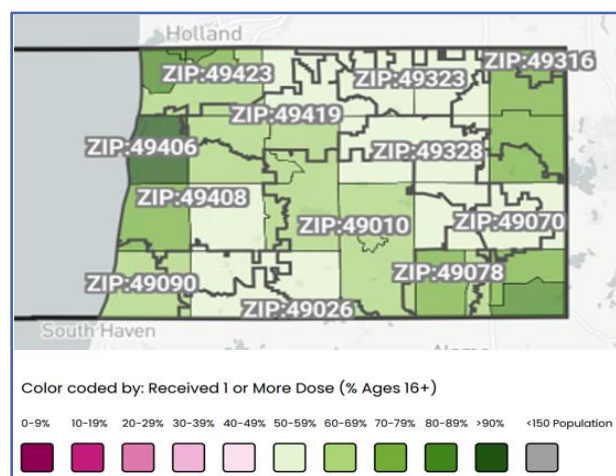 Holland
ZIP:49316
ZIP:49423
ZIP:49323
ZIP:49419
ZIP:49406
ZIP:49328
ZIP:49408
ZIP:49010
ZIP:49070
ZIP:49078
ZIP:49090
ZIP:49026
South Haven
Color coded by: Received 1 or More Dose (% Ages 16+)
0-9% 10-19% 20-29% 30-39% 40-49% 50-59% 60-69% 70-79% 80-89% >90% <150 Population